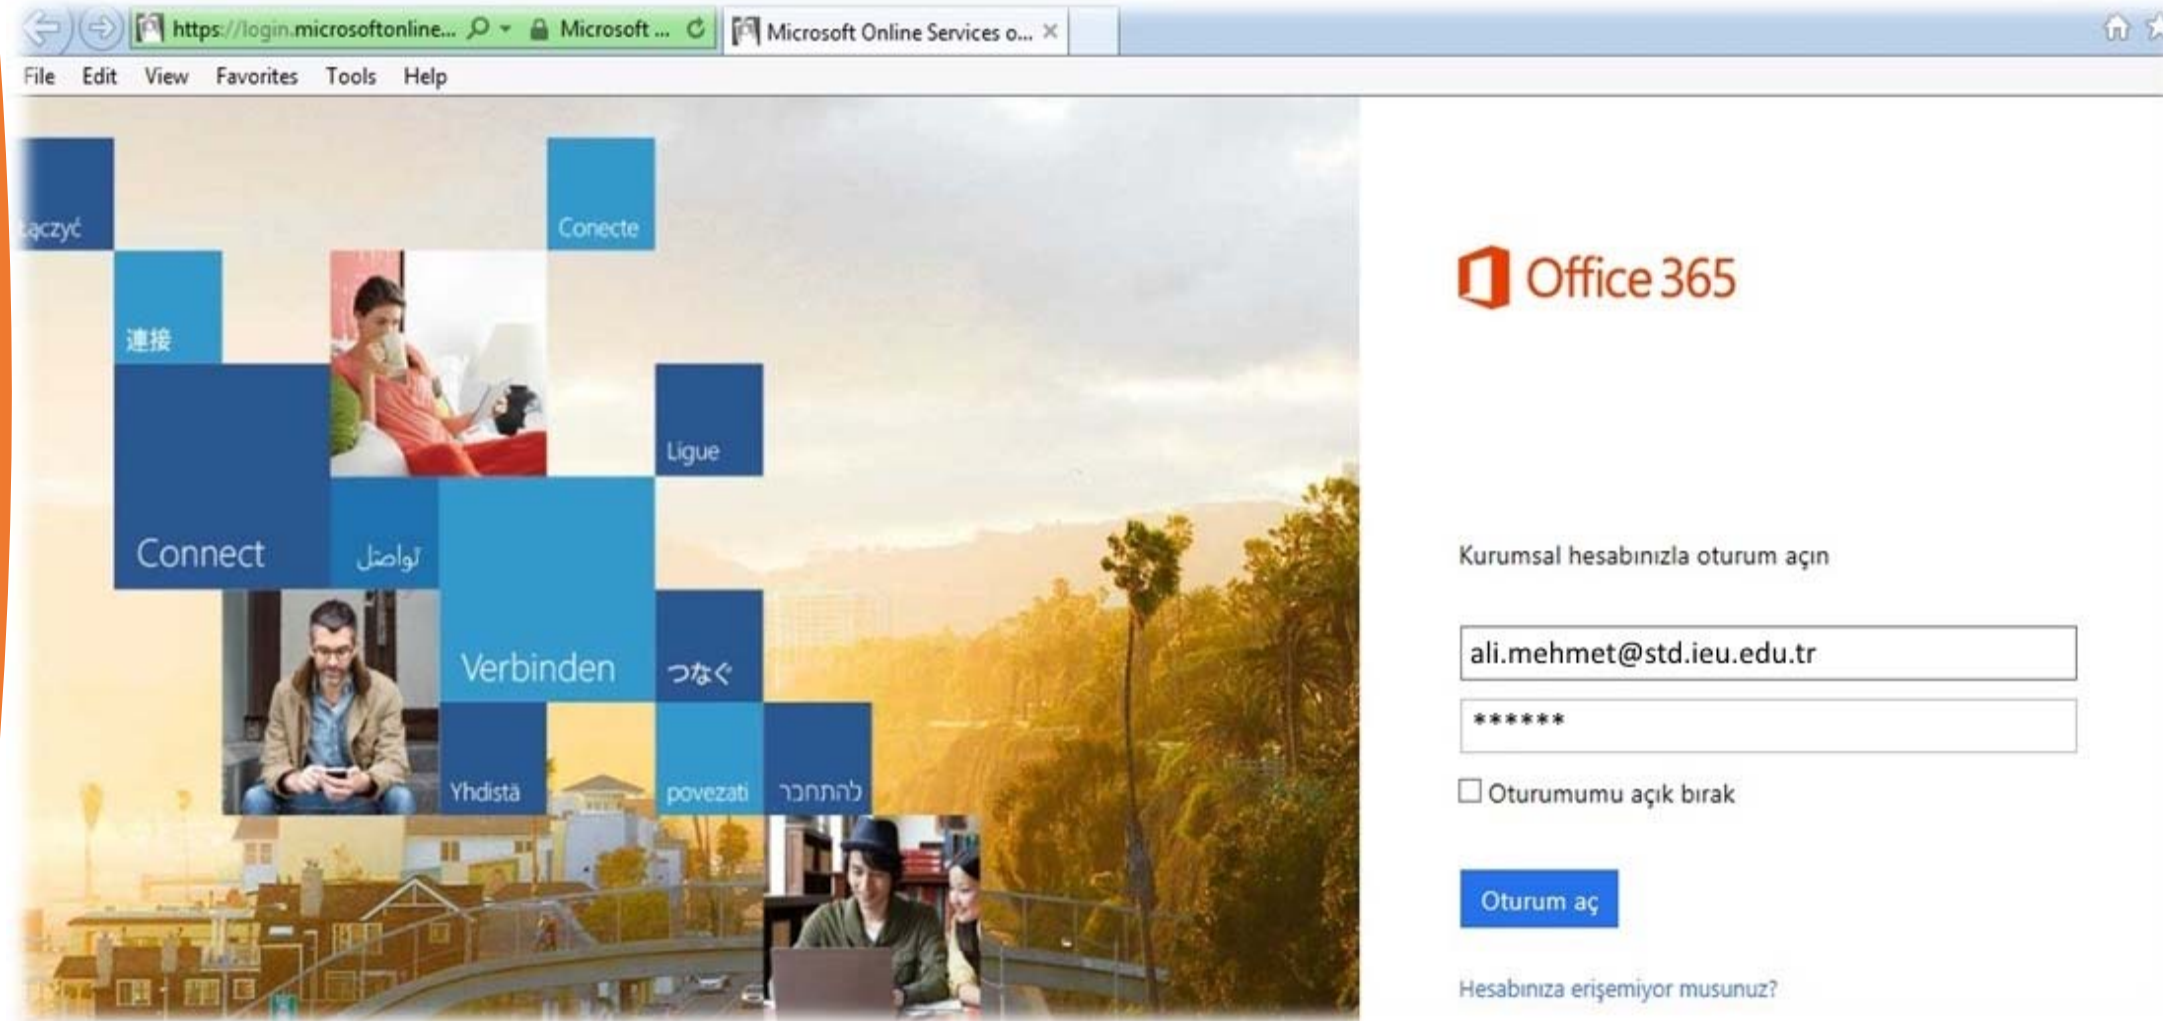 https://login.microsoftonline... Microsoft ... Microsoft Online Services o...
File Edit View Favorites Tools Help
Conecte
連接
Office 365
Ligue
Connect
تواصل
Kurumsal hesabınızla oturum açın
ali.mehmet@std.ieu.edu.tr
Verbinden
つなぐ
******
Yhdistä
povezati
להתחבר
Oturumumu açık bırak
Oturum aç
Hesabınıza erişemiyor musunuz?